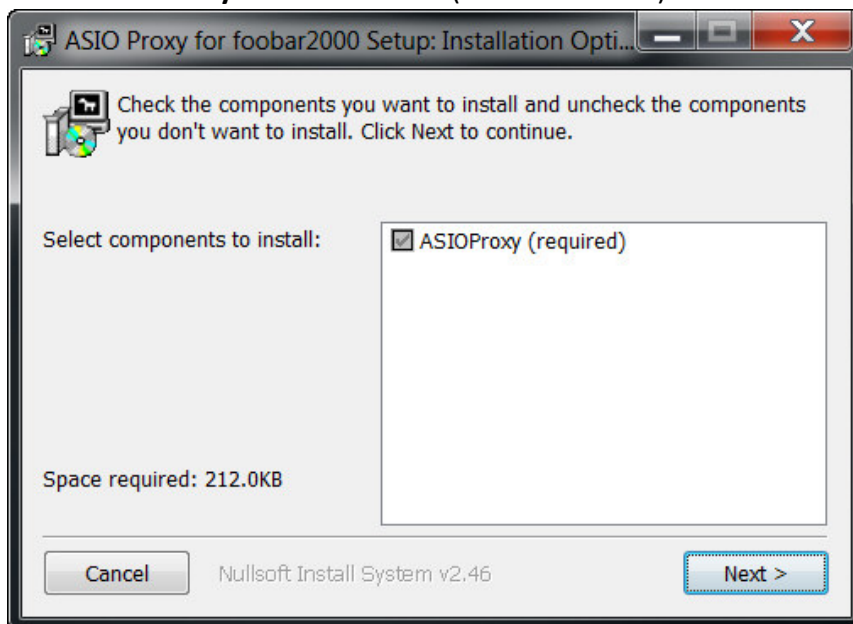 ASIO Proxy for foobar2000 Setup: Installation Opti...
Check the components you want to install and uncheck the components
you don't want to install. Click Next to continue.
Select components to install:
ASIOProxy (required)
Space required: 212.0KB
Cancel
Nullsoft Install System v2.46
Next >